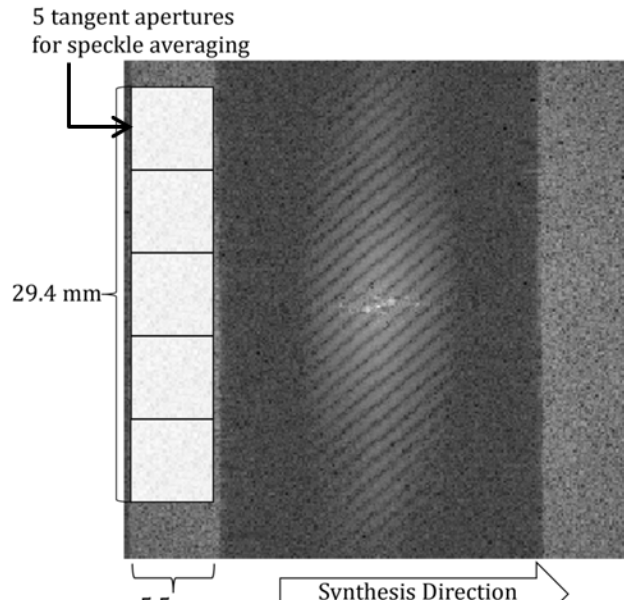 5 tangent apertures
for speckle averaging
29.4 mm
Synthesis Direction